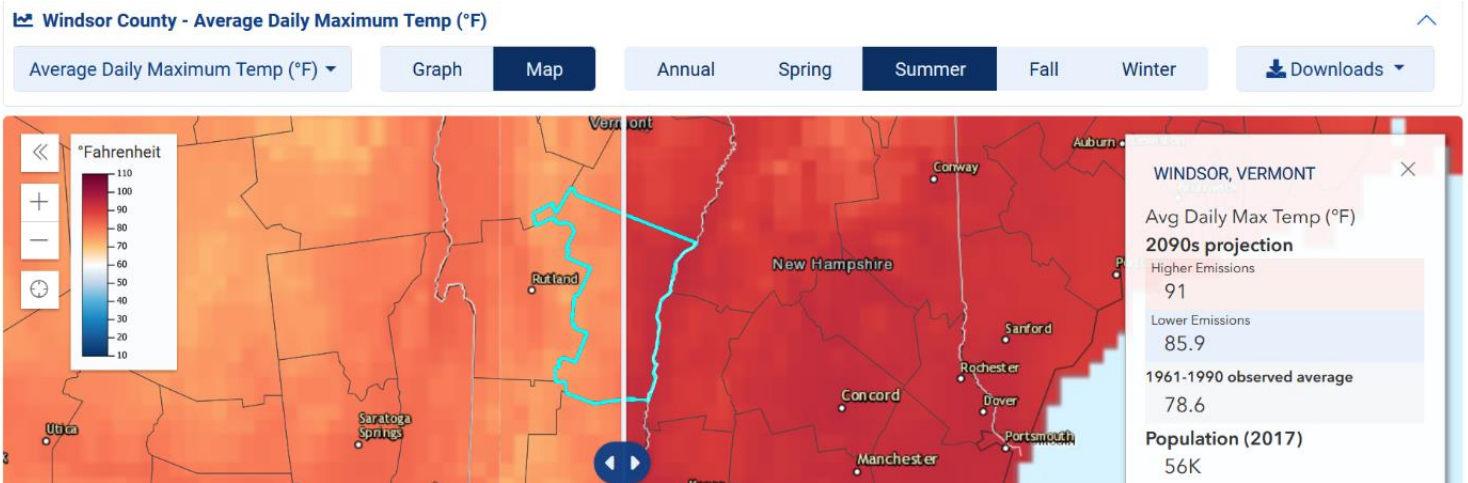 Windsor County - Average Daily Maximum Temp (°F)
Average Daily Maximum Temp (°F)
Graph
Map
Annual
Spring
Summer
Fall
Winter
Downloads
°Fahrenheit
110
100
90
80
70
60
50
40
30
20
10
Vermont
Auburn
Conway
New Hampshire
Rutland
Sanford
Rochester
Concord
Dover
Saratoga
Springs
Utica
Portsmouth
Manchester
WINDSOR, VERMONT
Avg Daily Max Temp (°F)
2090s projection
Higher Emissions
91
Lower Emissions
85.9
1961-1990 observed average
78.6
Population (2017)
56K